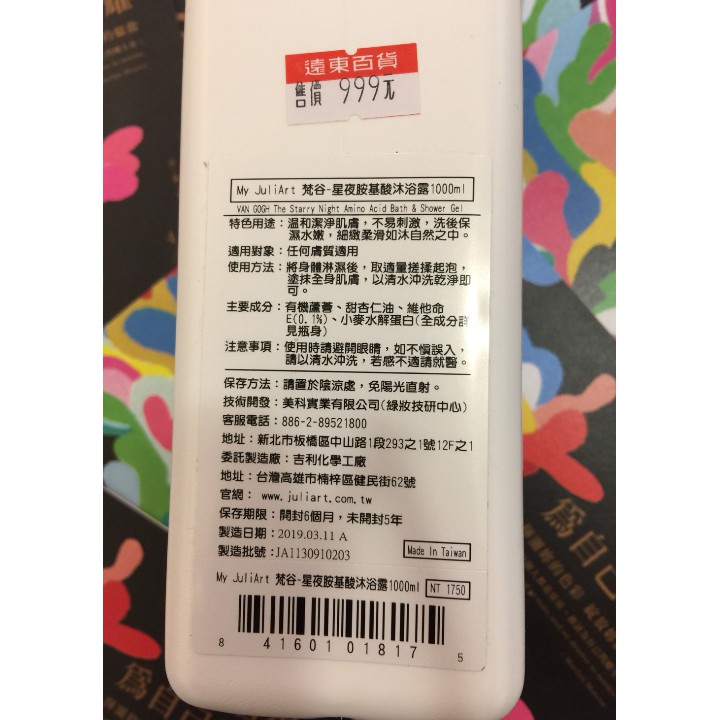 遠東百貨
售價 999元
My JuliArt 梵谷-星夜胺基酸沐浴露1000ml
VAN GOGH The Starry Night Amino Acid Bath & Shower Gel
特色用途：溫和潔淨肌膚，不易刺激，洗後保
濕水嫩，細緻柔滑如沐自然之中。
適用對象：任何膚質適用
使用方法：將身體淋濕後，取適量搓揉起泡，
塗抹全身肌膚，以清水沖洗乾淨即
可。
主要成分：有機蘆薈、甜杏仁油、維他命
E(0.1%)、小麥水解蛋白(全成分詳
見瓶身)
注意事項：使用時請避開眼睛，如不慎誤入，
請以清水沖洗，若感不適請就醫。
保存方法：請置於陰涼處，免陽光直射。
技術開發：美科實業有限公司(綠妝技研中心)
客服電話：886-2-89521800
地址：新北市板橋區中山路1段293之1號12F之1
委託製造廠：吉利化學工廠
地址：台灣高雄市楠梓區健民街62號
官網： www.juliart.com.tw
保存期限：開封6個月，未開封5年
製造日期：2019.03.11 A
製造批號：JA1130910203
Made In Taiwan
My JuliArt 梵谷-星夜胺基酸沐浴露1000ml NT 1750
8 41601 01817 5
為自己
為自己